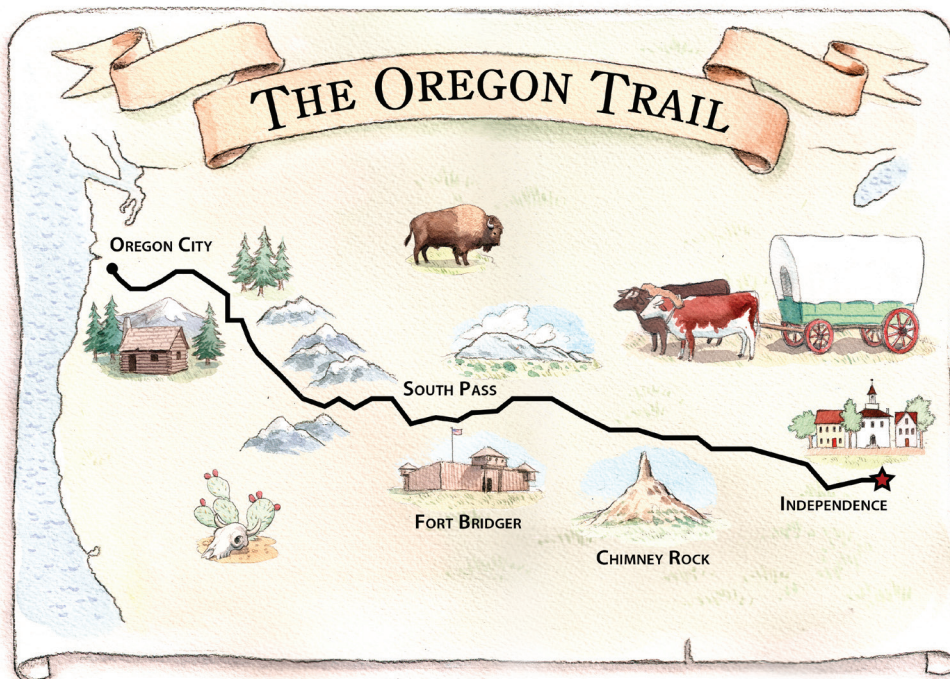 The Oregon Trail
Oregon City
South Pass
Fort Bridger
Independence
Chimney Rock